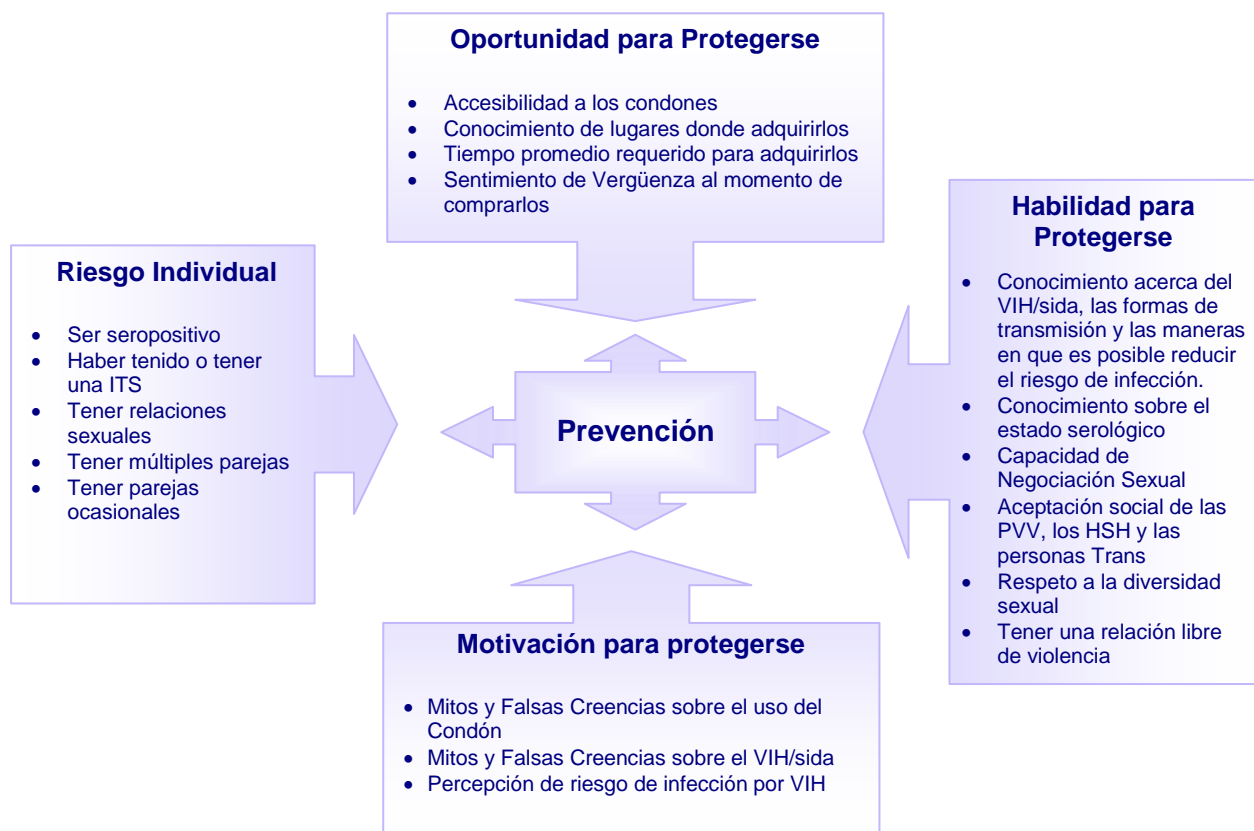 Oportunidad para Protegerse
• Accesibilidad a los condones
• Conocimiento de lugares donde adquirirlos
• Tiempo promedio requerido para adquirirlos
• Sentimiento de Vergüenza al momento de
comprarlos
Riesgo Individual
• Ser seropositivo
• Haber tenido o tener
una ITS
• Tener relaciones
sexuales
• Tener múltiples parejas
• Tener parejas
ocasionales
Prevención
Habilidad para
Protegerse
• Conocimiento acerca del
VIH/sida, las formas de
transmisión y las maneras
en que es posible reducir
el riesgo de infección.
• Conocimiento sobre el
estado serológico
• Capacidad de
Negociación Sexual
• Aceptación social de las
PVV, los HSH y las
personas Trans
• Respeto a la diversidad
sexual
• Tener una relación libre
de violencia
Motivación para protegerse
• Mitos y Falsas Creencias sobre el uso del
Condón
• Mitos y Falsas Creencias sobre el VIH/sida
• Percepción de riesgo de infección por VIH